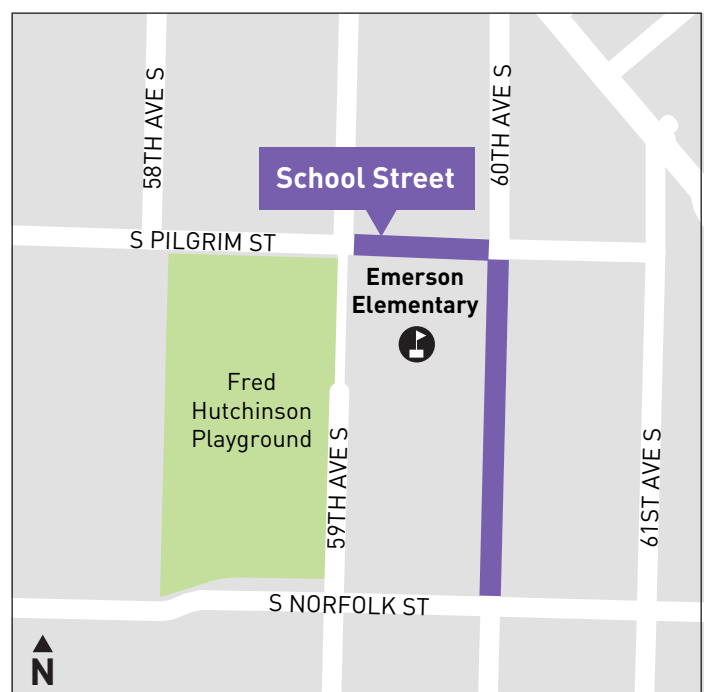 58TH AVE S
60TH AVE S
School Street
S PILGRIM ST
Emerson
Elementary
Fred
Hutchinson
Playground
59TH AVE S
61ST AVE S
S NORFOLK ST
N